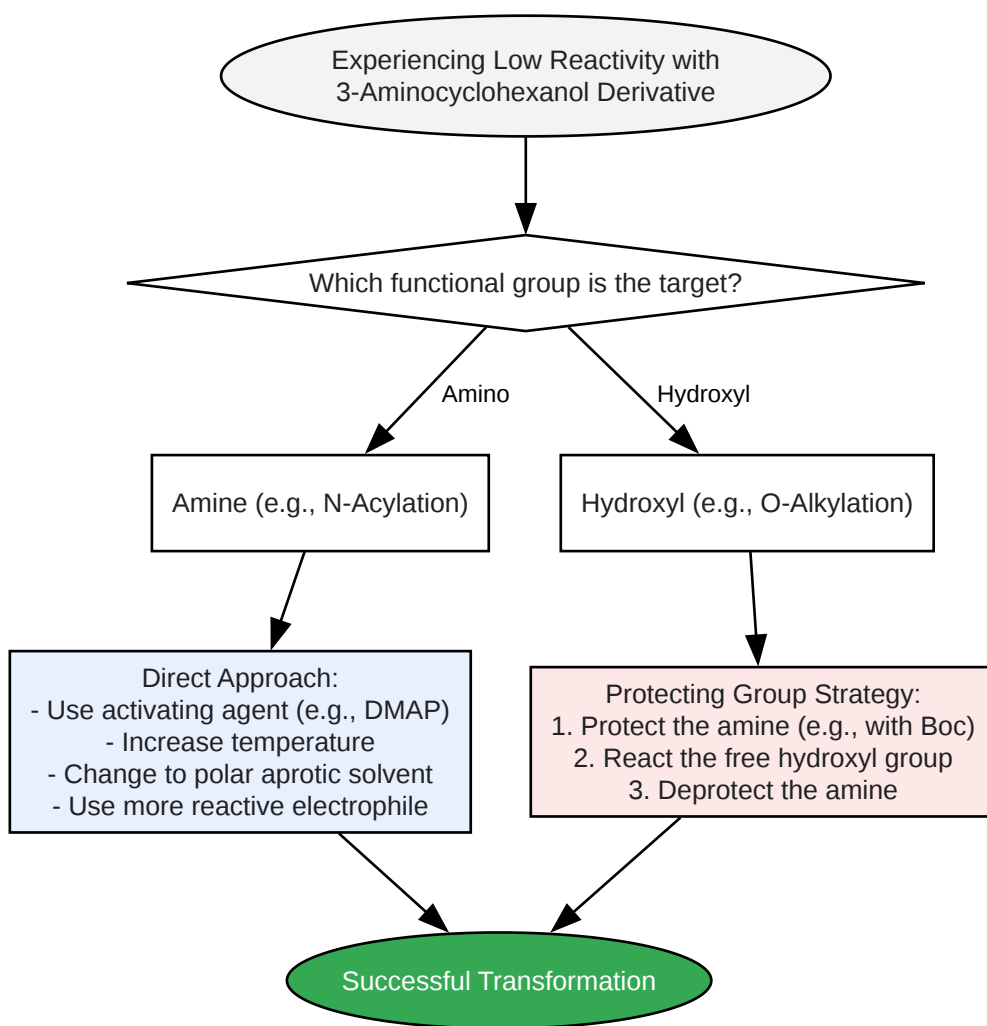 Experiencing Low Reactivity with
3-Aminocyclohexanol Derivative
Which functional group is the target?
Amino
Hydroxyl
Amine (e.g., N-Acylation)
Hydroxyl (e.g., O-Alkylation)
Direct Approach:
- Use activating agent (e.g., DMAP)
- Increase temperature
- Change to polar aprotic solvent
- Use more reactive electrophile
Protecting Group Strategy:
1. Protect the amine (e.g., with Boc)
2. React the free hydroxyl group
3. Deprotect the amine
Successful Transformation